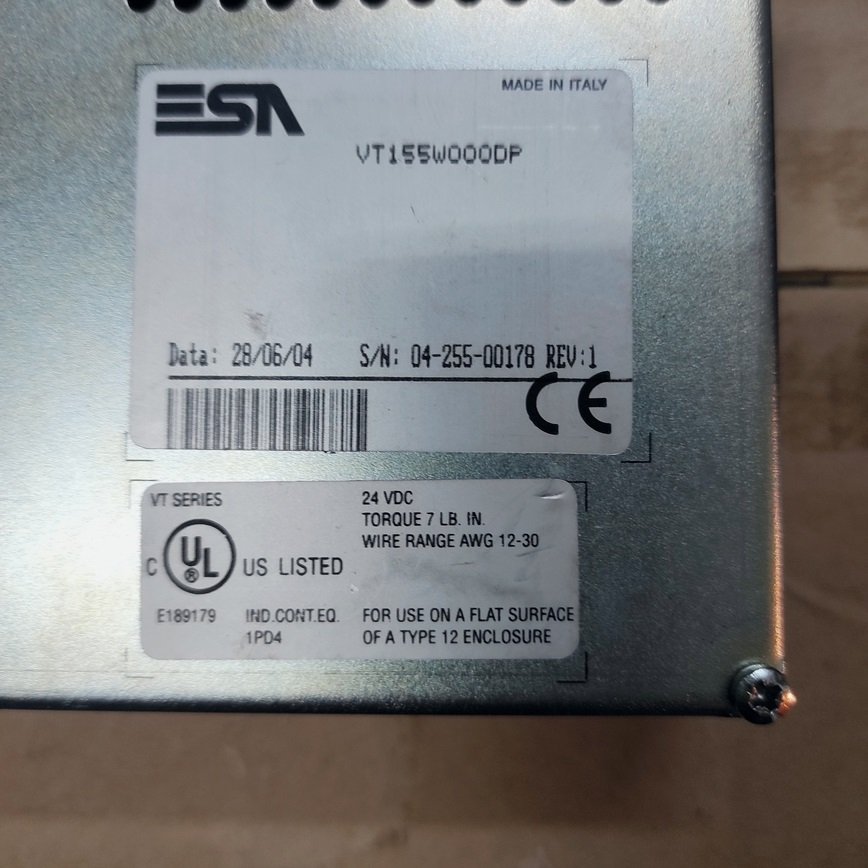 ESA
MADE IN ITALY
VT155W000DP
Data: 28/06/04 S/N: 04-255-00178 REV:1
CE
VT SERIES
24 VDC
TORQUE 7 LB. IN.
WIRE RANGE AWG 12-30
C UL ® US LISTED
E189179 IND.CONT.EQ.
1PD4
FOR USE ON A FLAT SURFACE
OF A TYPE 12 ENCLOSURE